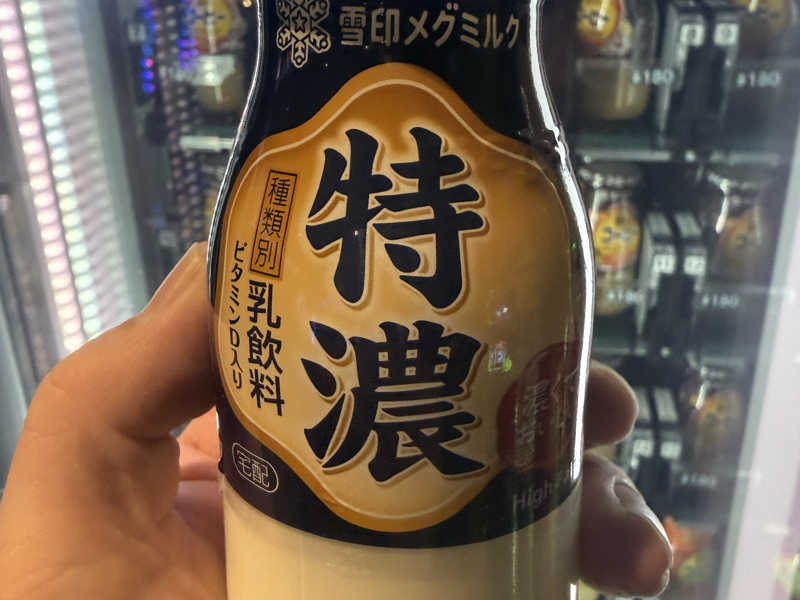 雪印メグミルク
特濃
種類別
乳飲料
ビタミンD入り
宅配
High
¥180
¥180
¥180
¥180